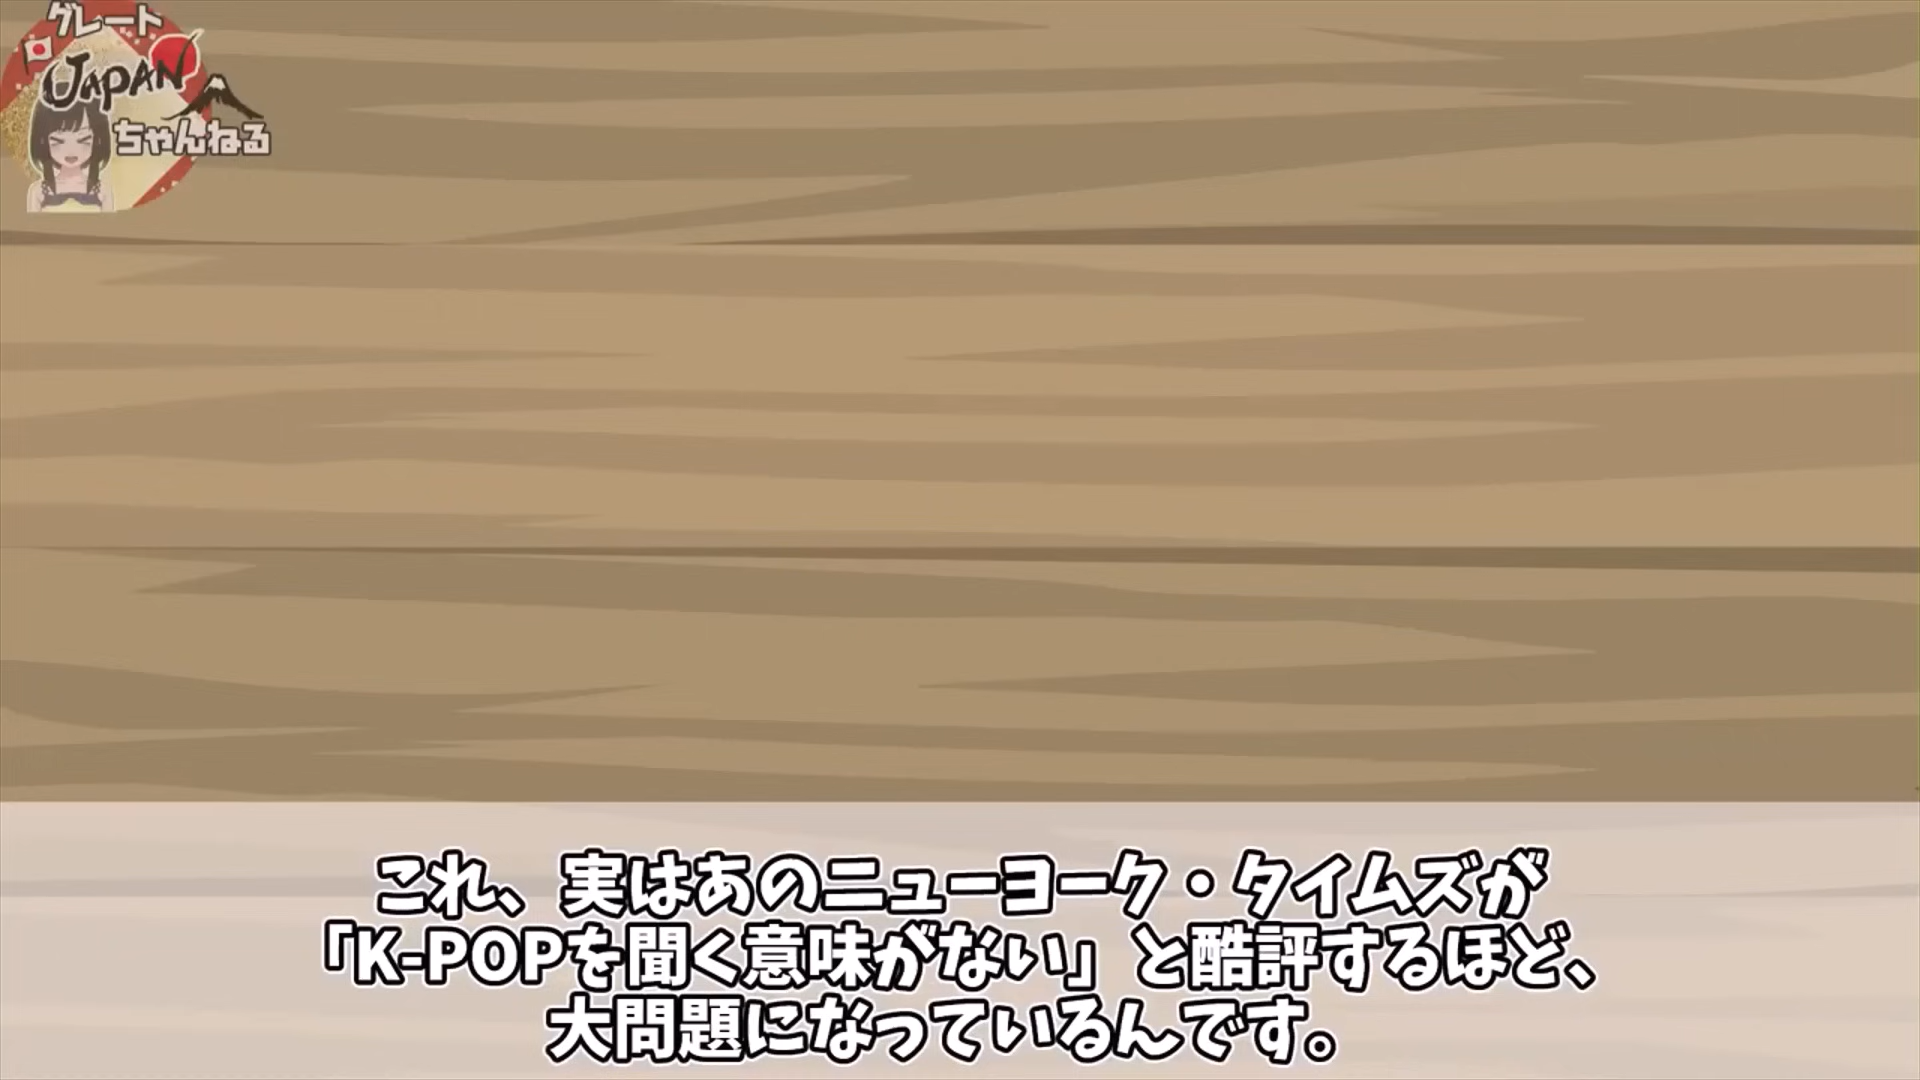 グレート
JAPAN
ちゃんねる
これ、実はあのニューヨーク・タイムズが
「K-POPを聞く意味がない」と酷評するほど、
大問題になっているんです。